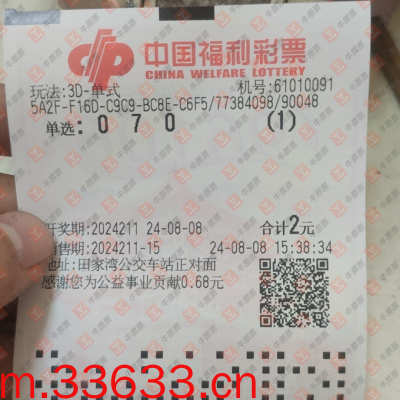 中国福利彩票
CHINA WELFARE LOTTERY
玩法:3D-单式 机号:61010091
5A2F-F16D-C9C9-BC8E-C6F5/77384098/90048
单选: 0 7 0 (1)
开奖期:2024211 24-08-08 合计2元
销售期:2024211-15 24-08-08 15:38:34
地址:田家湾公交车站正对面
感谢您为公益事业贡献0.68元
m.33633.cn